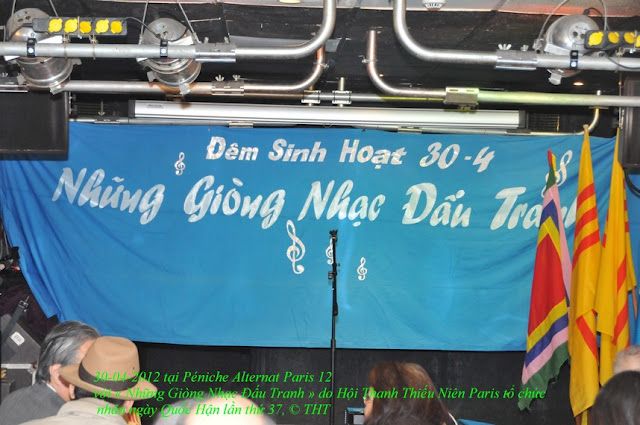 Đêm Sinh Hoạt 30-4
Những Giòng Nhạc Đấu Tranh
30-04-2012 tại Péniche Alternat Paris 12
với « Những Giòng Nhạc Đấu Tranh » do Hội Thanh Thiếu Niên Paris tổ chức
nhân ngày Quốc Hận lần thứ 37, © THT